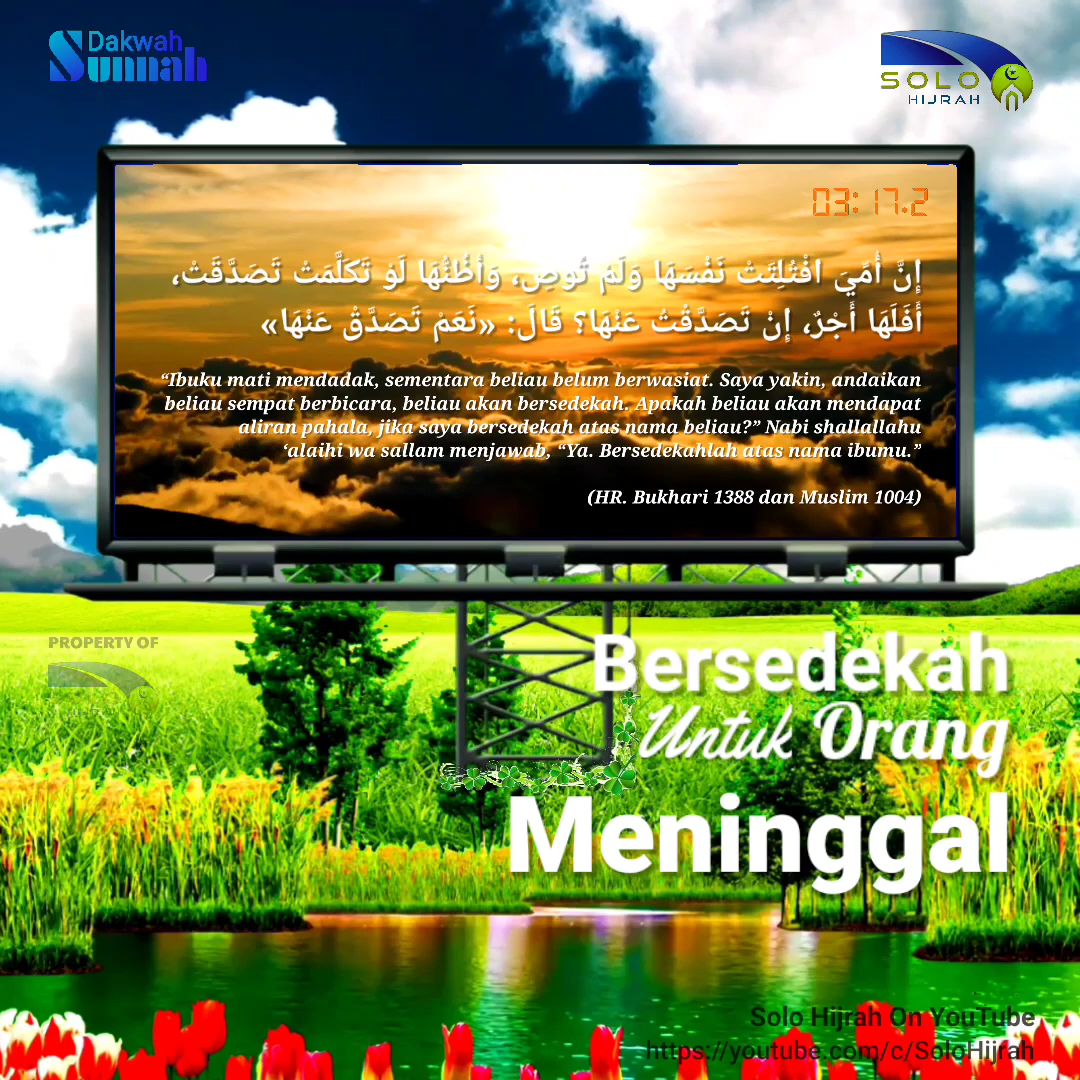 Dakwah
Sunnah
SOLO
HIJRAH
03:17.2
إِنَّ أُمِّيَ افْتُلِتَتْ نَفْسَهَا وَلَمْ تُوصِ، وَأَظُنُّهَا لَوْ تَكَلَّمَتْ تَصَدَّقَتْ،
أَفَلَهَا أَجْرٌ، إِنْ تَصَدَّقْتُ عَنْهَا؟ قَالَ: «نَعَمْ تَصَدَّقْ عَنْهَا»
“Ibuku mati mendadak, sementara beliau belum berwasiat. Saya yakin, andaikan
beliau sempat berbicara, beliau akan bersedekah. Apakah beliau akan mendapat
aliran pahala, jika saya bersedekah atas nama beliau?” Nabi shallallahu
‘alaihi wa sallam menjawab, “Ya. Bersedekahlah atas nama ibumu.”
(HR. Bukhari 1388 dan Muslim 1004)
PROPERTY OF
Bersedekah
Untuk Orang
Meninggal
Solo Hijrah On YouTube
https://youtube.com/c/SoloHijrah